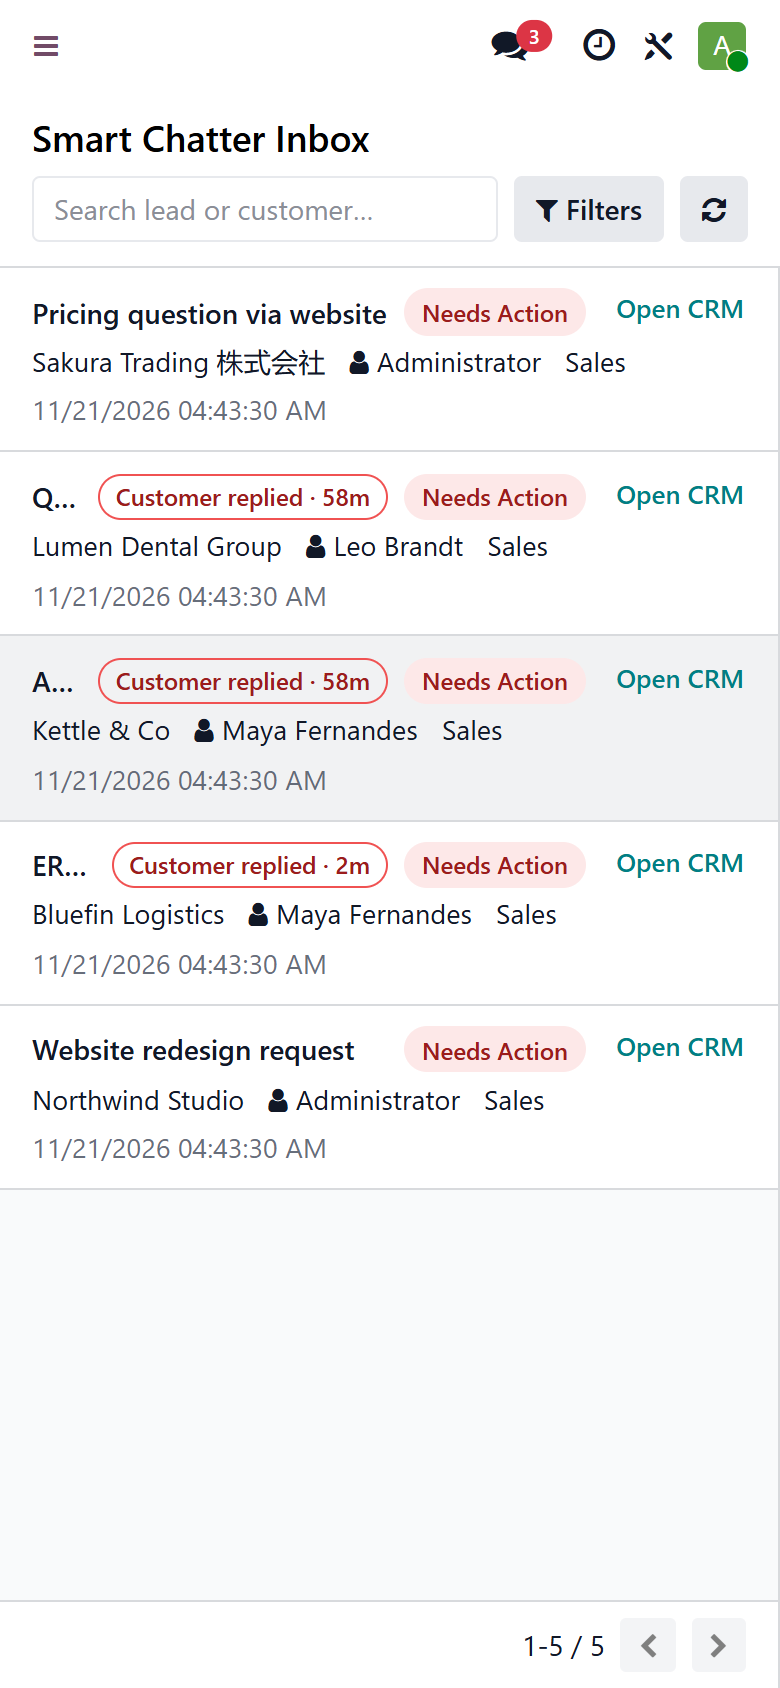 3
A
Smart Chatter Inbox
Search lead or customer...
Filters
Pricing question via website Needs Action Open CRM
Sakura Trading 株式会社 Administrator Sales
11/21/2026 04:43:30 AM
Q... Customer replied · 58m Needs Action Open CRM
Lumen Dental Group Leo Brandt Sales
11/21/2026 04:43:30 AM
A... Customer replied · 58m Needs Action Open CRM
Kettle & Co Maya Fernandes Sales
11/21/2026 04:43:30 AM
ER... Customer replied · 2m Needs Action Open CRM
Bluefin Logistics Maya Fernandes Sales
11/21/2026 04:43:30 AM
Website redesign request Needs Action Open CRM
Northwind Studio Administrator Sales
11/21/2026 04:43:30 AM
1-5 / 5